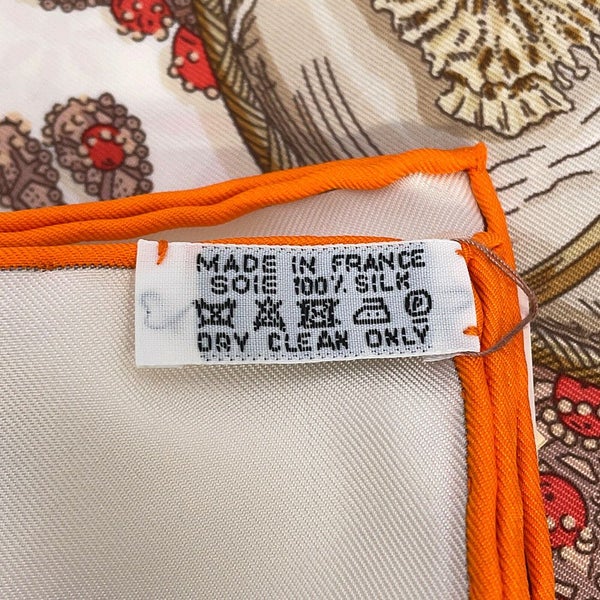 MADE IN FRANCE
SOIE 100% SILK
P
DRY CLEAN ONLY